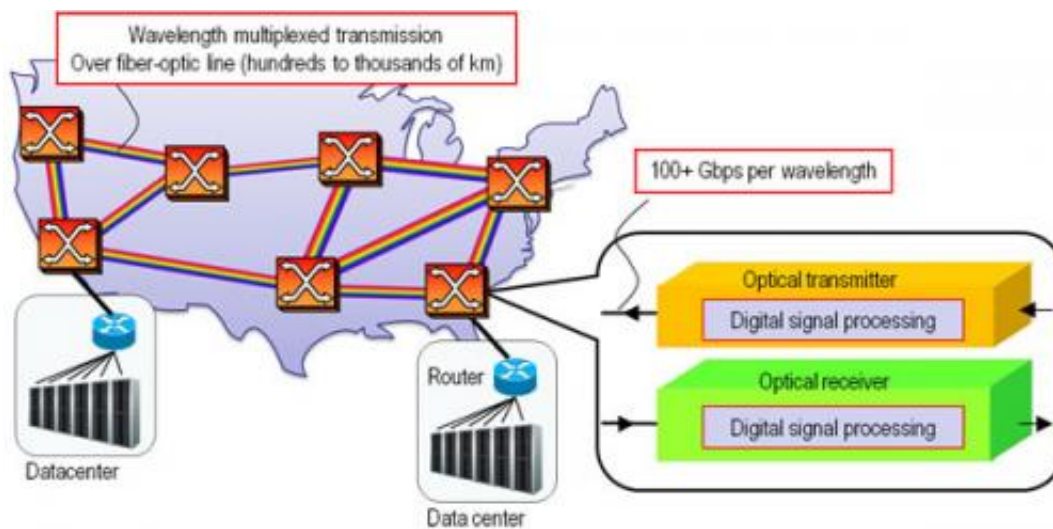 Wavelength multiplexed transmission
Over fiber-optic line (hundreds to thousands of km)
100+ Gbps per wavelength
Optical transmitter
Digital signal processing
Optical receiver
Digital signal processing
Router
Datacenter
Data center